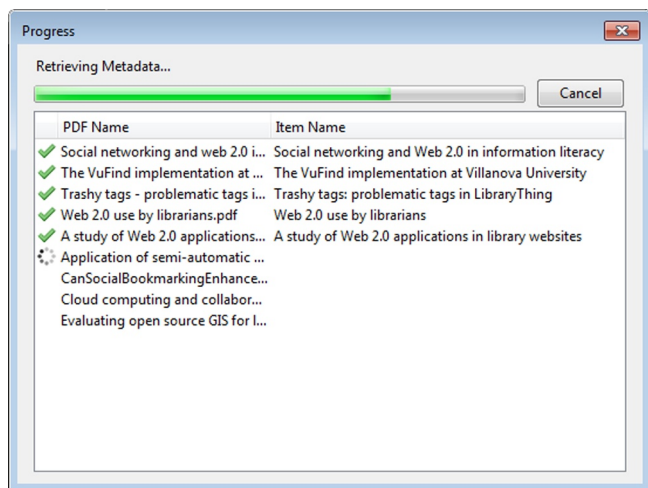 Progress
Retrieving Metadata...
Cancel
PDF Name Item Name
Social networking and web 2.0 i... Social networking and Web 2.0 in information literacy
The VuFind implementation at ... The VuFind implementation at Villanova University
Trashy tags - problematic tags i... Trashy tags: problematic tags in LibraryThing
Web 2.0 use by librarians.pdf Web 2.0 use by librarians
A study of Web 2.0 applications... A study of Web 2.0 applications in library websites
Application of semi-automatic ...
CanSocialBookmarkingEnhance...
Cloud computing and collabor...
Evaluating open source GIS for l...